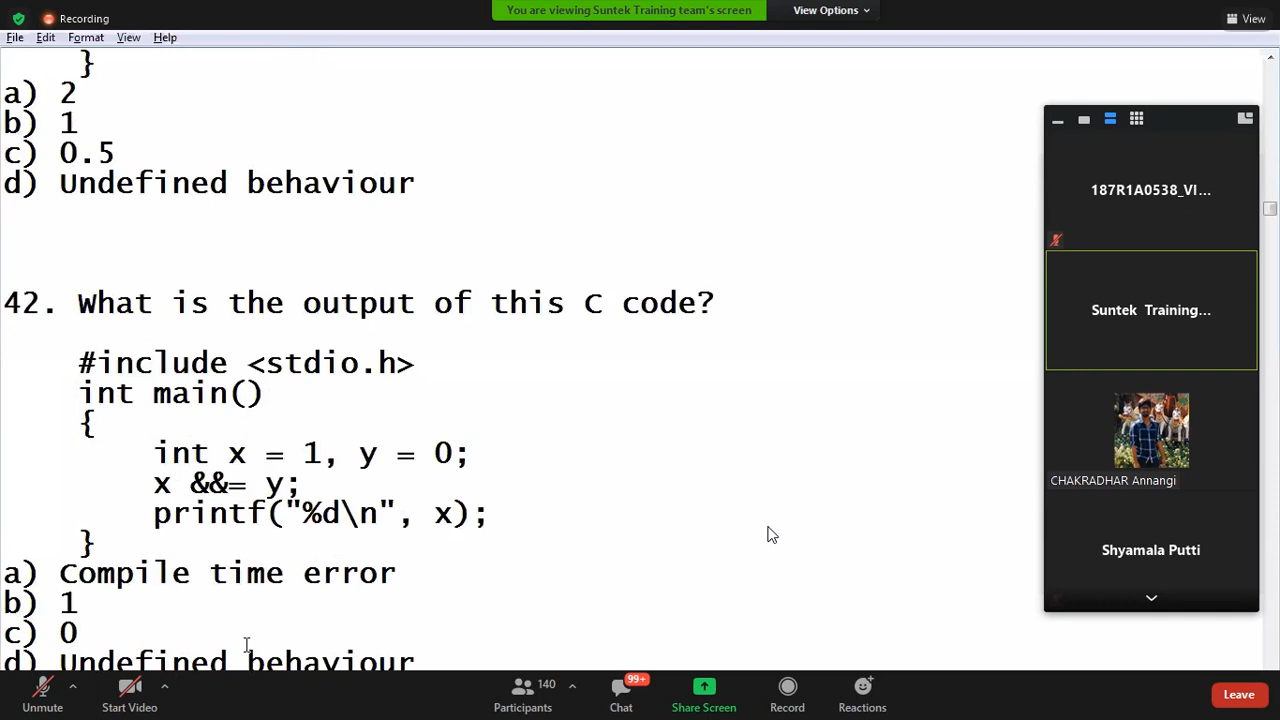 Recording
You are viewing Suntek Training team's screen
View Options
View
File Edit Format View Help
}
a) 2
b) 1
c) 0.5
d) Undefined behaviour
42. What is the output of this C code?
#include <stdio.h>
int main()
{
int x = 1, y = 0;
x &&= y;
printf("%d\n", x);
}
a) Compile time error
b) 1
c) 0
d) Undefined behaviour
187R1A0538_VI...
Suntek Training...
CHAKRADHAR Annangi
Shyamala Putti
Unmute
Start Video
140
Participants
99+
Chat
Share Screen
Record
Reactions
Leave